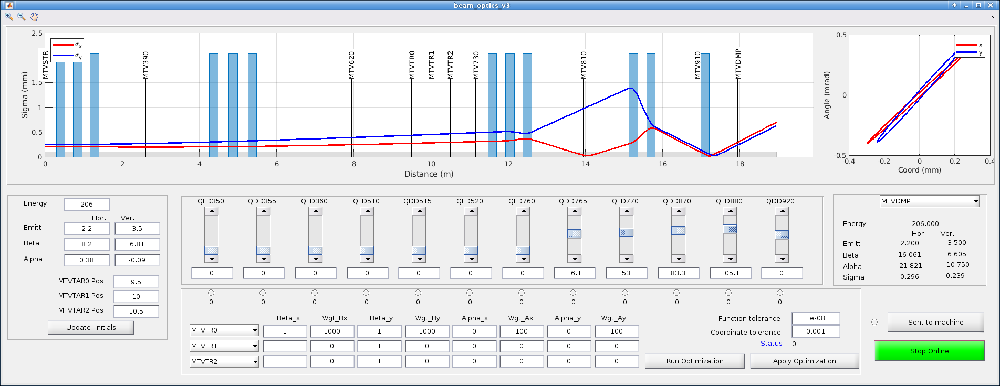 beam_optics_v3
2.5
1.5
1
0.5
0
Sigma (mm)
σx
σy
MTVSTR
MTV390
MTV620
MTVTR0
MTVTR1
MTVTR2
MTV730
MTV810
MTV910
MTVDMP
0 2 4 6 8 10 12 14 16 18
Distance (m)
0.5
0
-0.5
Angle (mrad)
x
y
-0.4 -0.2 0 0.2 0.4
Coord (mm)
Energy 206
Hor. Ver.
Emitt. 2.2 3.5
Beta 8.2 6.81
Alpha 0.38 -0.09
MTVTAR0 Pos. 9.5
MTVTAR1 Pos. 10
MTVTAR2 Pos. 10.5
Update Initials
QFD350 QDD355 QFD360 QFD510 QDD515 QFD520 QFD760 QDD765 QFD770 QDD870 QFD880 QDD920
0 0 0 0 0 0 0 16.1 53 83.3 105.1 0
0 0 0 0 0 0 0 0 0 0 0 0
Beta_x Wgt_Bx Beta_y Wgt_By Alpha_x Wgt_Ax Alpha_y Wgt_Ay
MTVTR0 1 1000 1 1000 0 100 0 100
MTVTR1 1 0 1 0 0 0 0 0
MTVTR2 1 0 1 0 0 0 0 0
Function tolerance 1e-08
Coordinate tolerance 0.001
Status 0
Run Optimization Apply Optimization
MTVDMP
Energy 206.000
Hor. Ver.
Emitt. 2.200 3.500
Beta 16.061 6.605
Alpha -21.821 -10.750
Sigma 0.296 0.239
Sent to machine
Stop Online